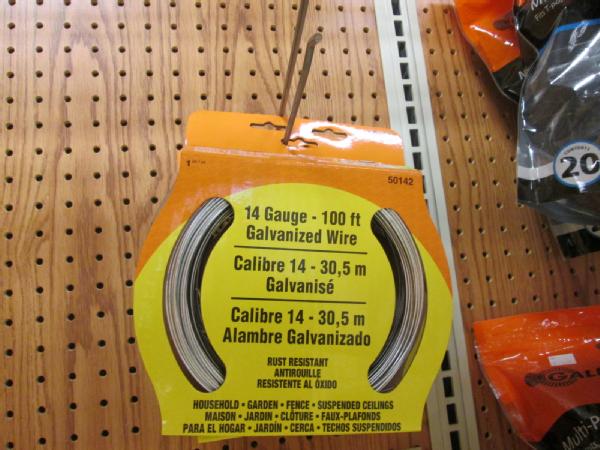 50142
14 Gauge - 100 ft
Galvanized Wire
Calibre 14 - 30,5 m
Galvanisé
Calibre 14 - 30,5 m
Alambre Galvanizado
RUST RESISTANT
ANTIROUILLE
RESISTENTE AL ÓXIDO
HOUSEHOLD • GARDEN • FENCE • SUSPENDED CEILINGS
MAISON • JARDIN • CLÔTURE • FAUX-PLAFONDS
PARA EL HOGAR • JARDÍN • CERCA • TECHOS SUSPENDIDOS
CONTENTS
20
Multi-P